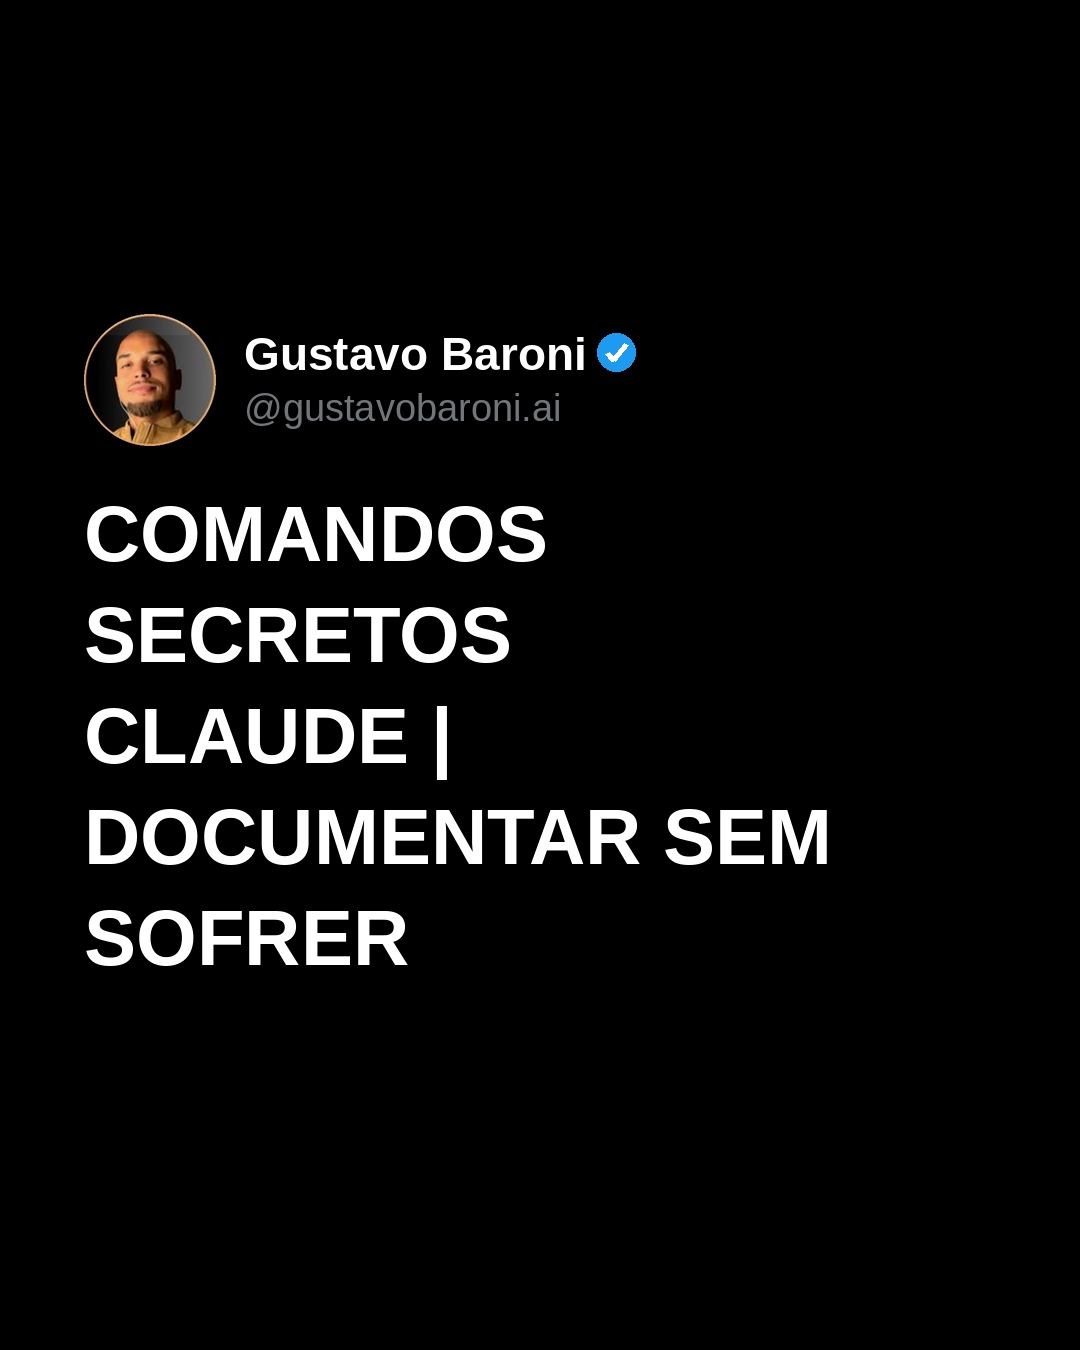 Gustavo Baroni
@gustavobaroni.ai
COMANDOS
SECRETOS
CLAUDE |
DOCUMENTAR SEM
SOFRER